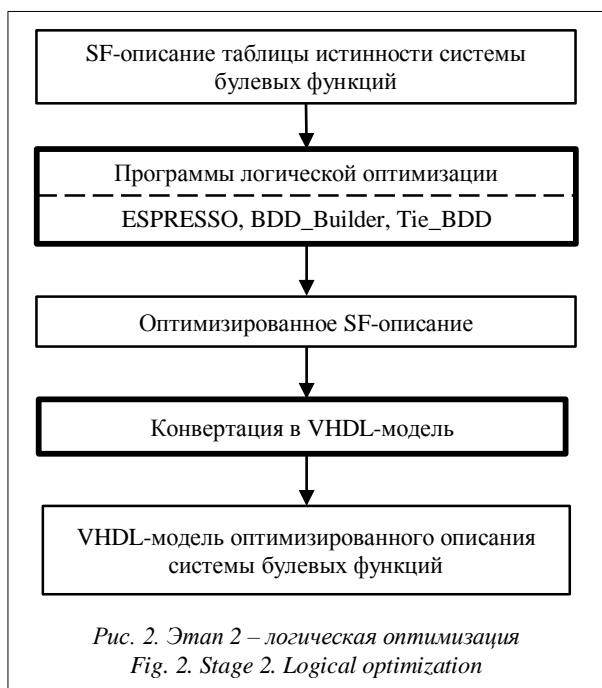 SF-описание таблицы истинности системы
булевых функций
Программы логической оптимизации
ESPRESSO, BDD_Builder, Tie_BDD
Оптимизированное SF-описание
Конвертация в VHDL-модель
VHDL-модель оптимизированного описания
системы булевых функций
Рис. 2. Этап 2 – логическая оптимизация
Fig. 2. Stage 2. Logical optimization